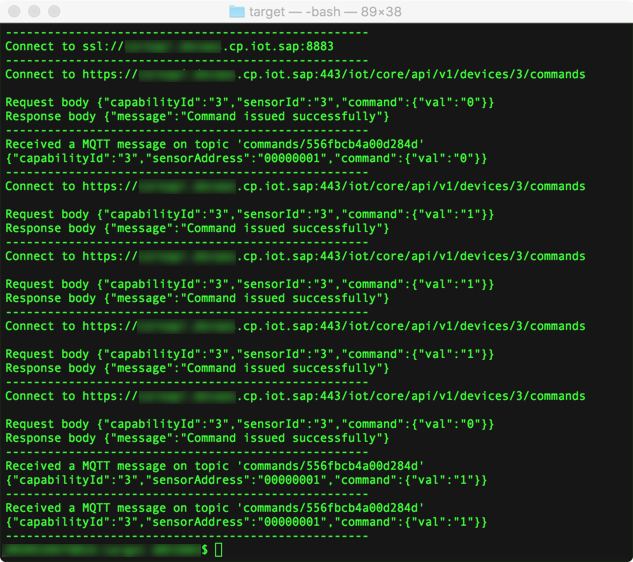 target — -bash — 89×38
----------------------------------------------------
Connect to ssl:// .cp.iot.sap:8883
----------------------------------------------------
Connect to https:// .cp.iot.sap:443/iot/core/api/v1/devices/3/commands
Request body {"capabilityId":"3","sensorId":"3","command":{"val":"0"}}
Response body {"message":"Command issued successfully"}
----------------------------------------------------
Received a MQTT message on topic 'commands/556fbcb4a00d284d'
{"capabilityId":"3","sensorAddress":"00000001","command":{"val":"0"}}
----------------------------------------------------
Connect to https:// .cp.iot.sap:443/iot/core/api/v1/devices/3/commands
Request body {"capabilityId":"3","sensorId":"3","command":{"val":"1"}}
Response body {"message":"Command issued successfully"}
----------------------------------------------------
Connect to https:// .cp.iot.sap:443/iot/core/api/v1/devices/3/commands
Request body {"capabilityId":"3","sensorId":"3","command":{"val":"1"}}
Response body {"message":"Command issued successfully"}
----------------------------------------------------
Connect to https:// .cp.iot.sap:443/iot/core/api/v1/devices/3/commands
Request body {"capabilityId":"3","sensorId":"3","command":{"val":"1"}}
Response body {"message":"Command issued successfully"}
----------------------------------------------------
Connect to https:// .cp.iot.sap:443/iot/core/api/v1/devices/3/commands
Request body {"capabilityId":"3","sensorId":"3","command":{"val":"0"}}
Response body {"message":"Command issued successfully"}
----------------------------------------------------
Received a MQTT message on topic 'commands/556fbcb4a00d284d'
{"capabilityId":"3","sensorAddress":"00000001","command":{"val":"1"}}
----------------------------------------------------
Received a MQTT message on topic 'commands/556fbcb4a00d284d'
{"capabilityId":"3","sensorAddress":"00000001","command":{"val":"1"}}
----------------------------------------------------
$